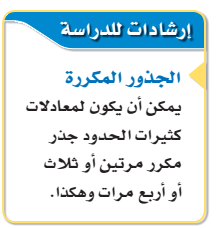 إرشادات للدراسة
الجذور المكررة
يمكن أن يكون لمعادلات
كثيرات الحدود جذر
مكرر مرتين أو ثلاث
أو أربع مرات وهكذا.